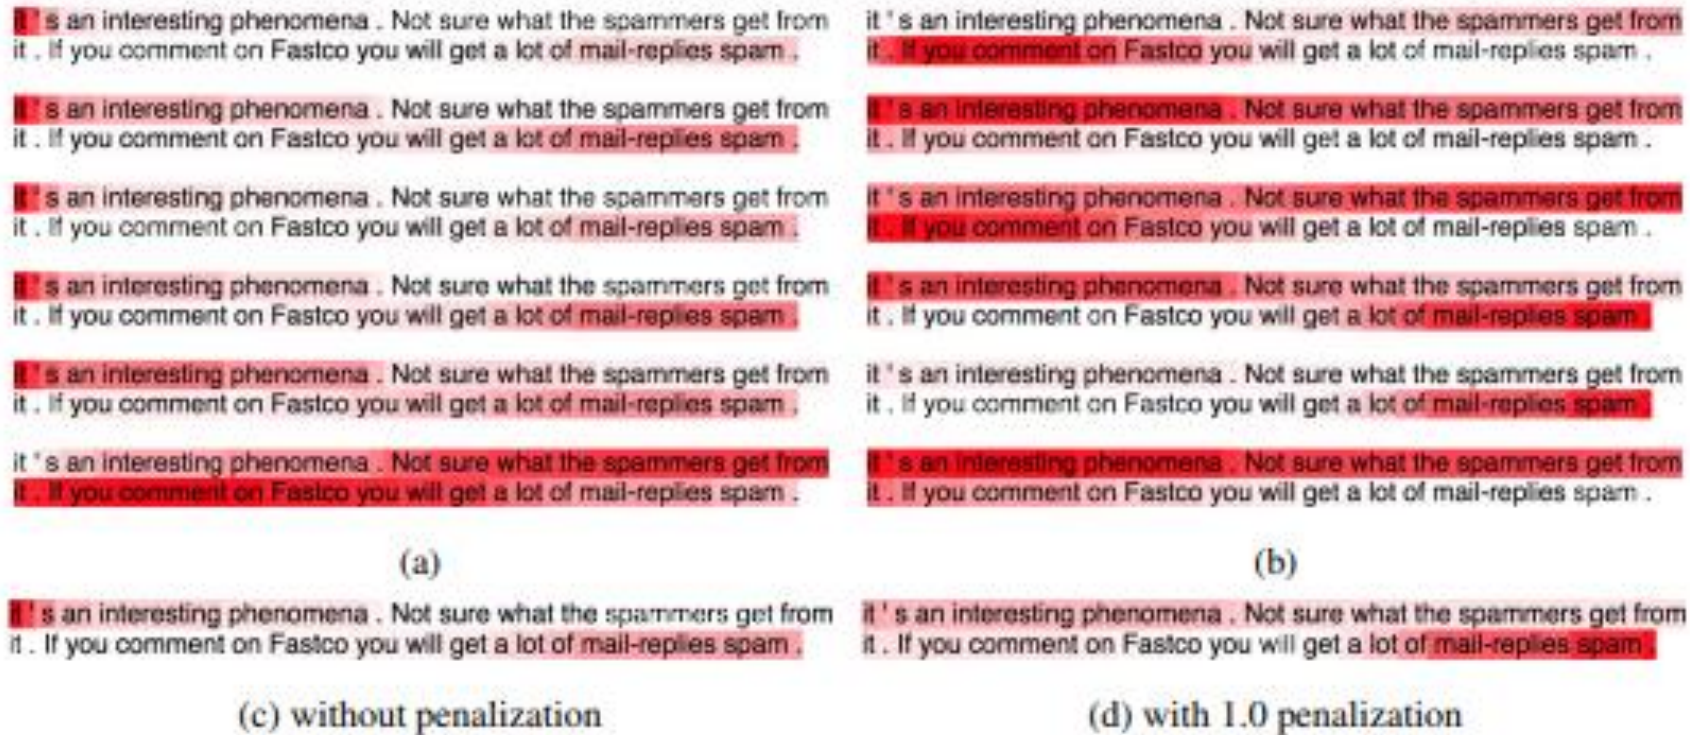 it ' s an interesting phenomena . Not sure what the spammers get from
it . If you comment on Fastco you will get a lot of mail-replies spam .
it ' s an interesting phenomena . Not sure what the spammers get from
it . If you comment on Fastco you will get a lot of mail-replies spam .
it ' s an interesting phenomena . Not sure what the spammers get from
it . If you comment on Fastco you will get a lot of mail-replies spam .
it ' s an interesting phenomena . Not sure what the spammers get from
it . If you comment on Fastco you will get a lot of mail-replies spam .
it ' s an interesting phenomena . Not sure what the spammers get from
it . If you comment on Fastco you will get a lot of mail-replies spam .
it ' s an interesting phenomena . Not sure what the spammers get from
it . If you comment on Fastco you will get a lot of mail-replies spam .
(a)
it ' s an interesting phenomena . Not sure what the spammers get from
it . If you comment on Fastco you will get a lot of mail-replies spam .
it ' s an interesting phenomena . Not sure what the spammers get from
it . If you comment on Fastco you will get a lot of mail-replies spam .
it ' s an interesting phenomena . Not sure what the spammers get from
it . If you comment on Fastco you will get a lot of mail-replies spam .
it ' s an interesting phenomena . Not sure what the spammers get from
it . If you comment on Fastco you will get a lot of mail-replies spam .
it ' s an interesting phenomena . Not sure what the spammers get from
it . If you comment on Fastco you will get a lot of mail-replies spam .
it ' s an interesting phenomena . Not sure what the spammers get from
it . If you comment on Fastco you will get a lot of mail-replies spam .
(b)
it ' s an interesting phenomena . Not sure what the spammers get from
it . If you comment on Fastco you will get a lot of mail-replies spam .
(c) without penalization
it ' s an interesting phenomena . Not sure what the spammers get from
it . If you comment on Fastco you will get a lot of mail-replies spam .
(d) with 1.0 penalization